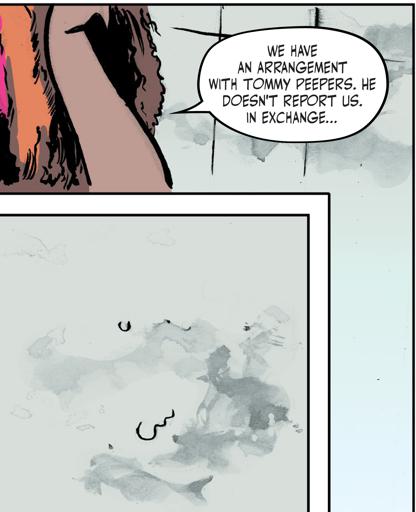 WE HAVE
AN ARRANGEMENT
WITH TOMMY PEEPERS. HE
DOESN'T REPORT US.
IN EXCHANGE...